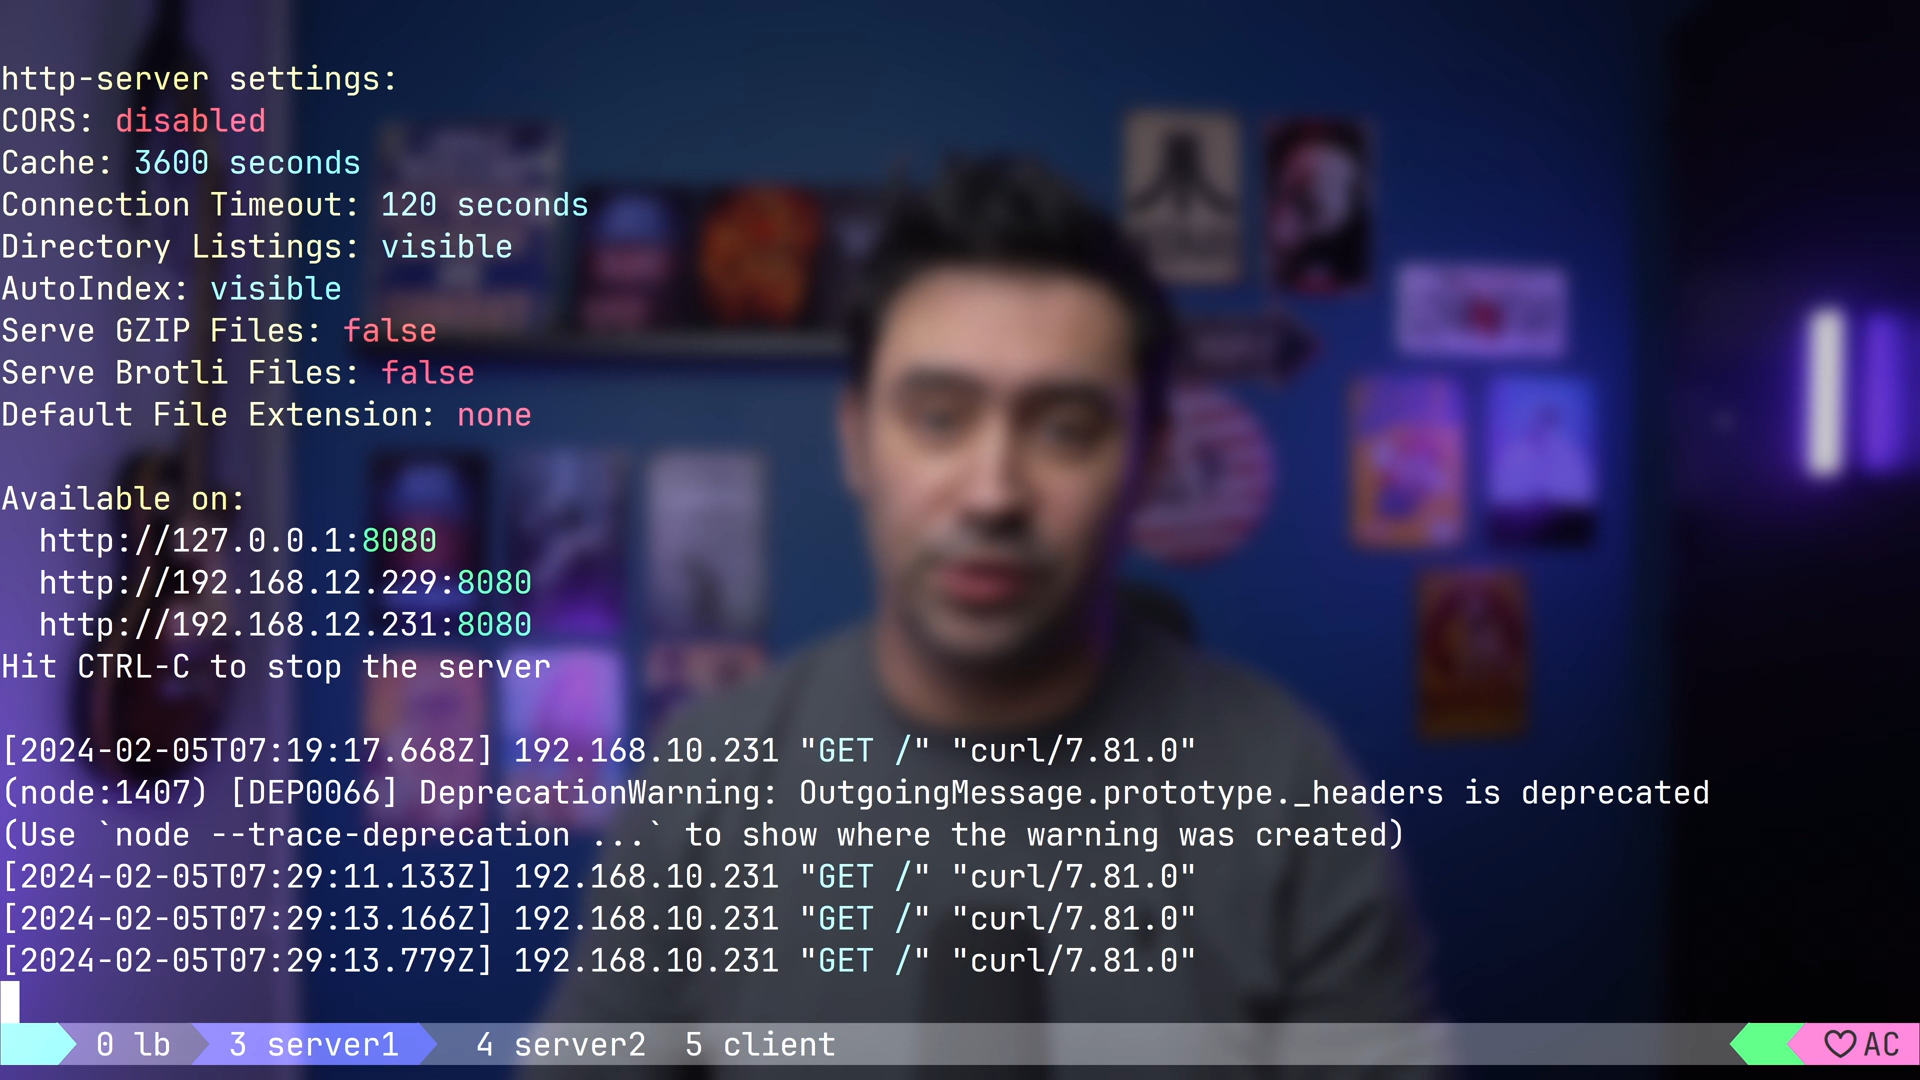 http-server settings:
CORS: disabled
Cache: 3600 seconds
Connection Timeout: 120 seconds
Directory Listings: visible
AutoIndex: visible
Serve GZIP Files: false
Serve Brotli Files: false
Default File Extension: none
Available on:
http://127.0.0.1:8080
http://192.168.12.229:8080
http://192.168.12.231:8080
Hit CTRL-C to stop the server
[2024-02-05T07:19:17.668Z] 192.168.10.231 "GET /" "curl/7.81.0"
(node:1407) [DEP0066] DeprecationWarning: OutgoingMessage.prototype._headers is deprecated
(Use `node --trace-deprecation ...` to show where the warning was created)
[2024-02-05T07:29:11.133Z] 192.168.10.231 "GET /" "curl/7.81.0"
[2024-02-05T07:29:13.166Z] 192.168.10.231 "GET /" "curl/7.81.0"
[2024-02-05T07:29:13.779Z] 192.168.10.231 "GET /" "curl/7.81.0"
0 lb 3 server1 4 server2 5 client ♡ AC